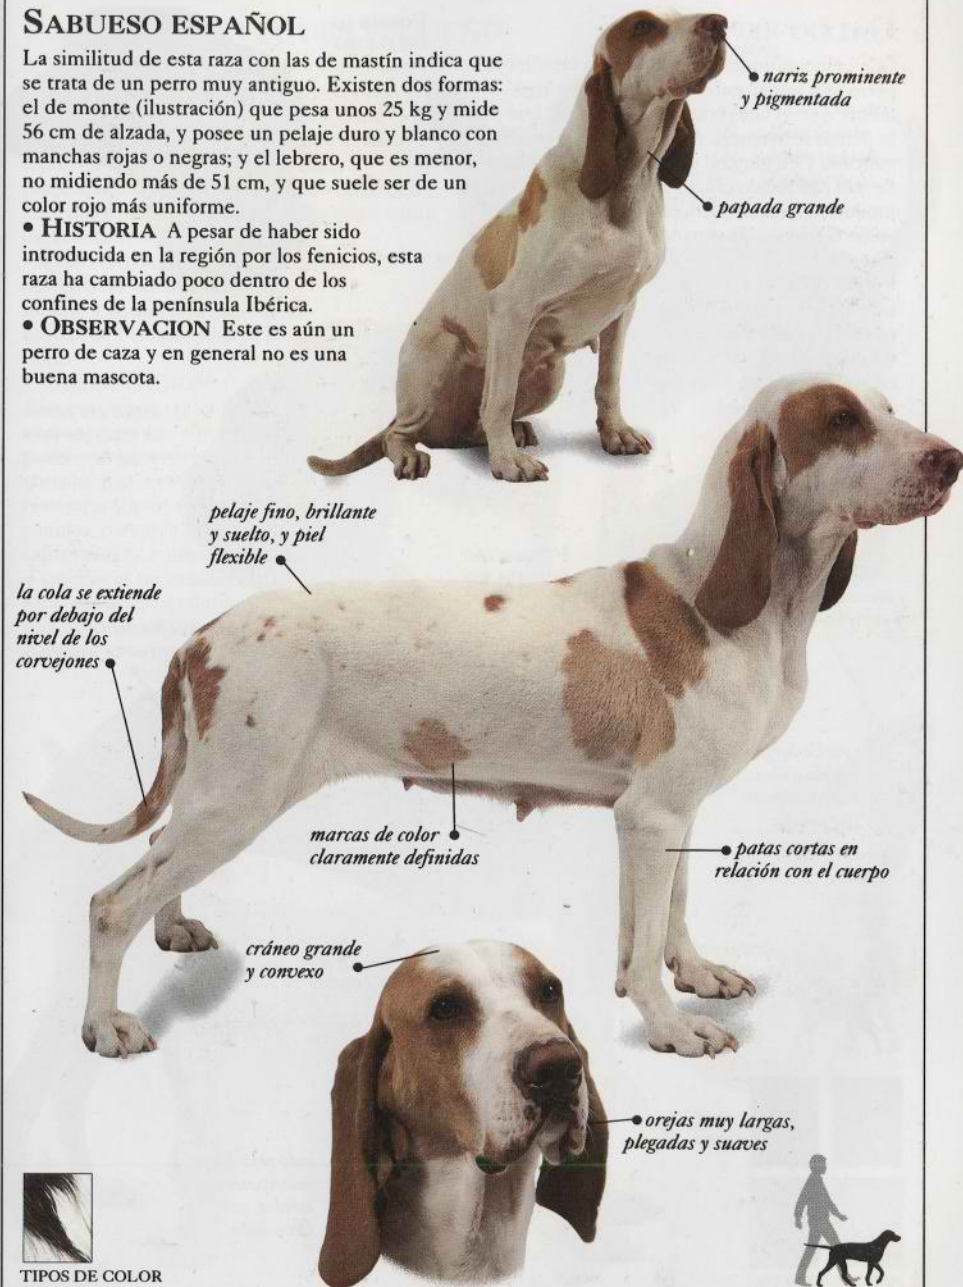 SABUESO ESPAÑOL
La similitud de esta raza con las de mastín indica que
se trata de un perro muy antiguo. Existen dos formas:
el de monte (ilustración) que pesa unos 25 kg y mide
56 cm de alzada, y posee un pelaje duro y blanco con
manchas rojas o negras; y el lebrero, que es menor,
no midiendo más de 51 cm, y que suele ser de un
color rojo más uniforme.
• HISTORIA A pesar de haber sido
introducida en la región por los fenicios, esta
raza ha cambiado poco dentro de los
confines de la península Ibérica.
• OBSERVACION Este es aún un
perro de caza y en general no es una
buena mascota.
nariz prominente
y pigmentada
papada grande
pelaje fino, brillante
y suelto, y piel
flexible
la cola se extiende
por debajo del
nivel de los
corvejones
marcas de color
claramente definidas
patas cortas en
relación con el cuerpo
cráneo grande
y convexo
orejas muy largas,
plegadas y suaves
TIPOS DE COLOR